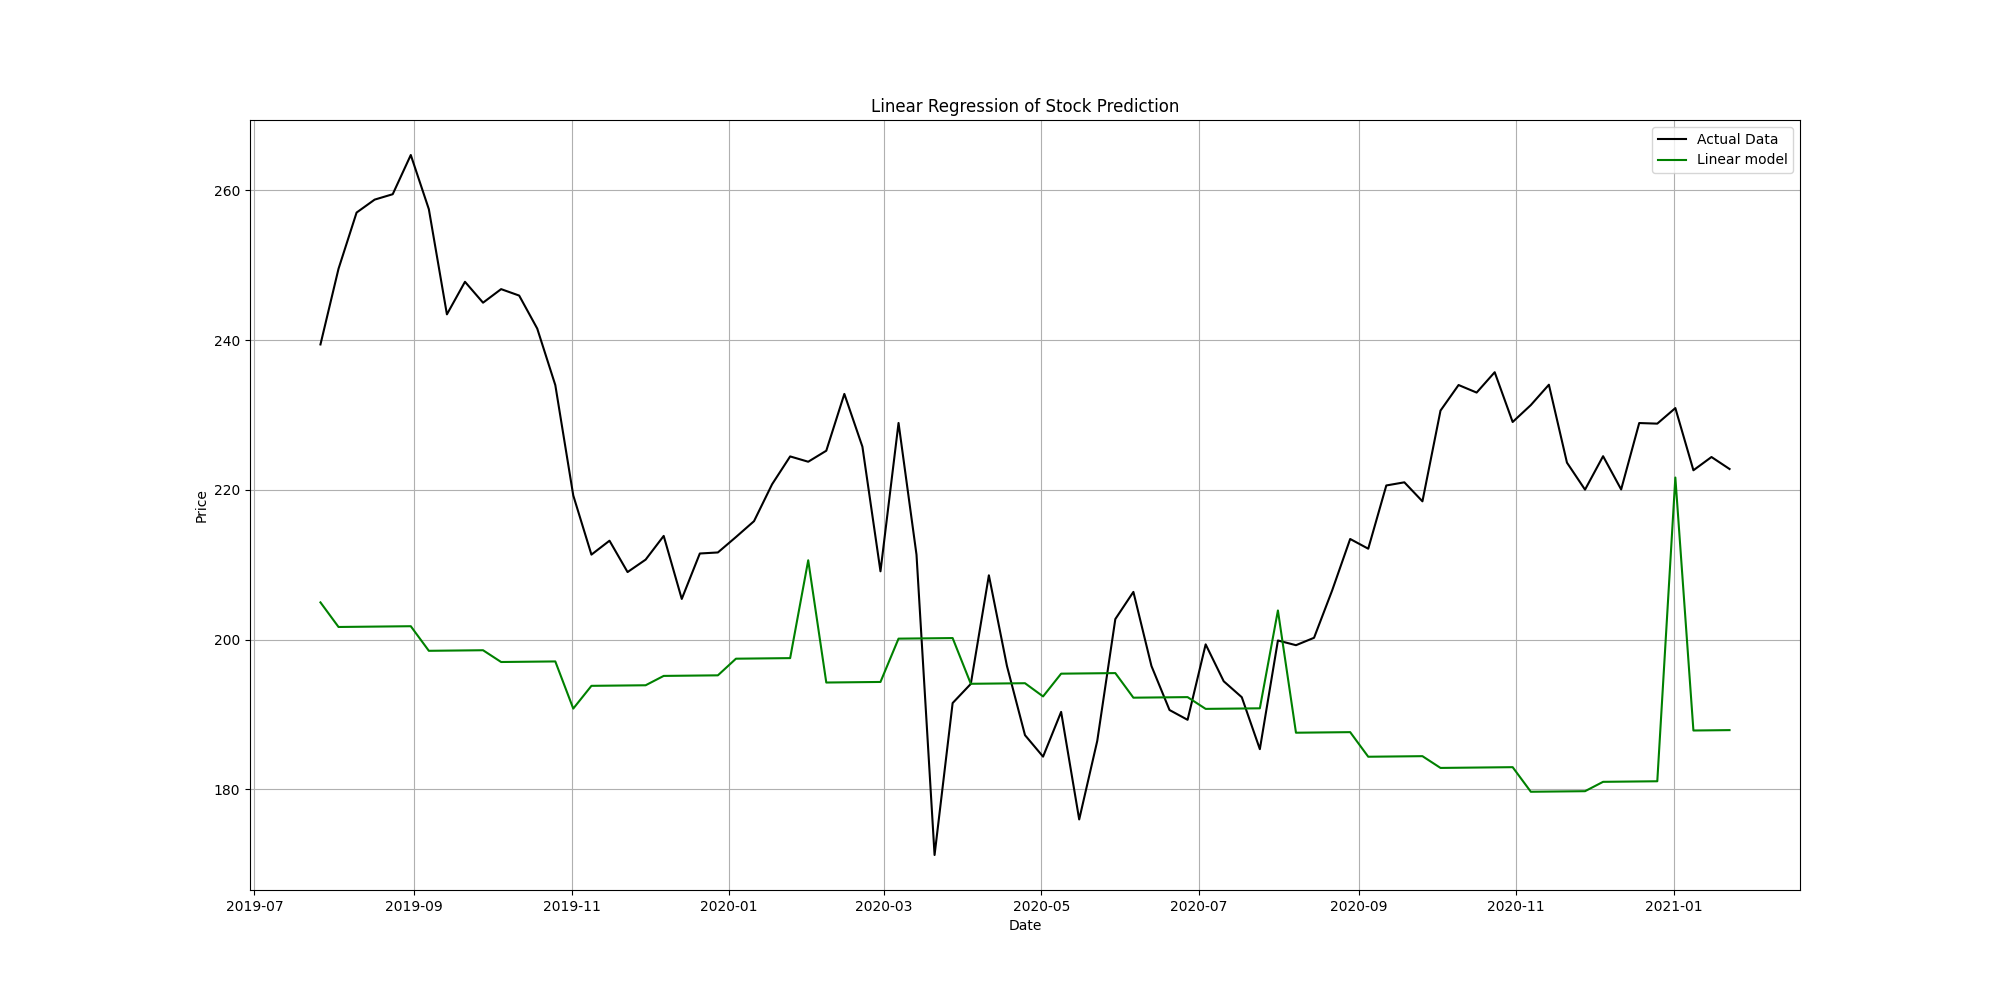 Linear Regression of Stock Prediction
Actual Data
Linear model
260
240
220
200
180
Price
2019-07 2019-09 2019-11 2020-01 2020-03 2020-05 2020-07 2020-09 2020-11 2021-01
Date